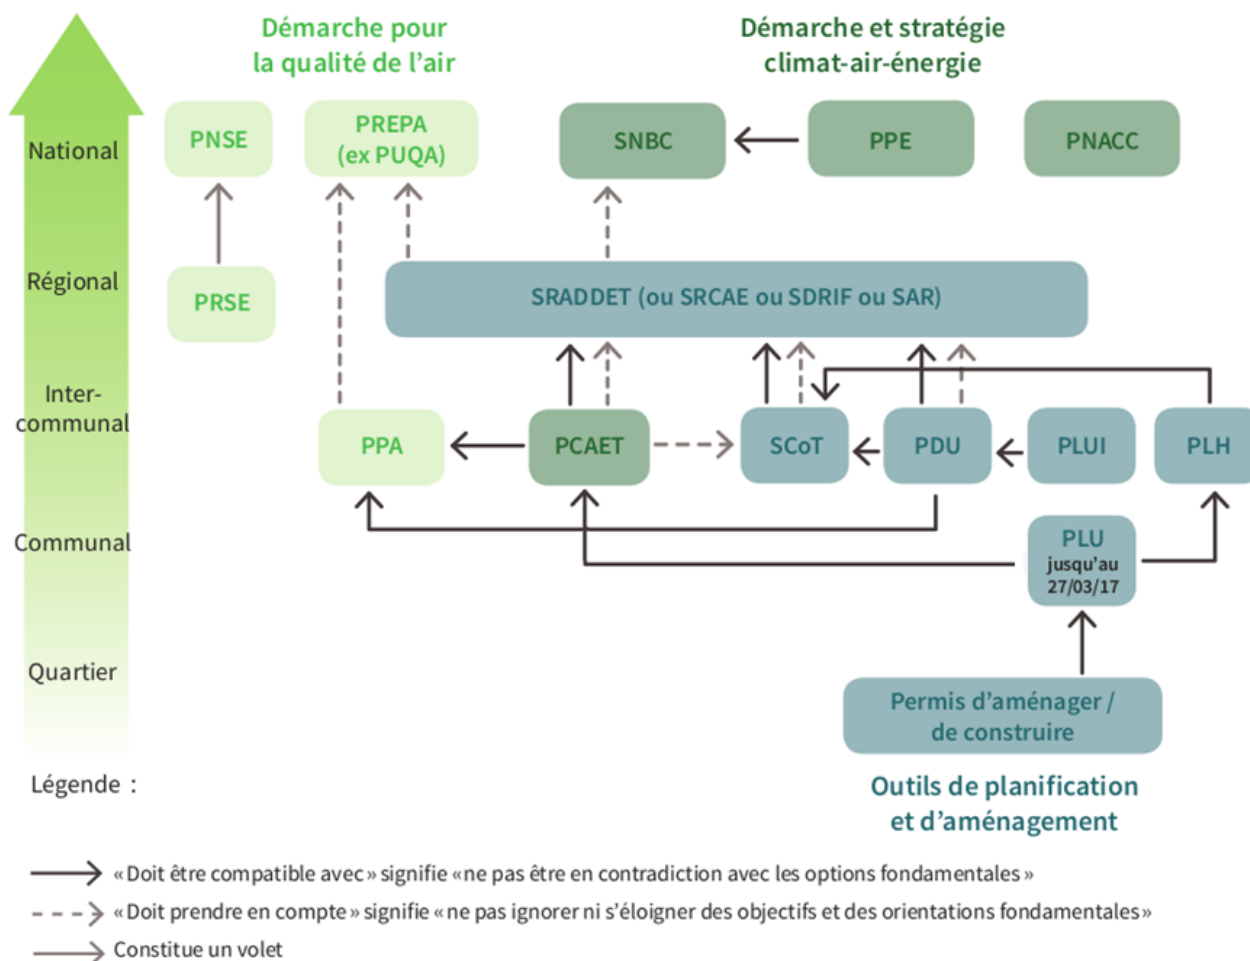 Démarche pour
la qualité de l’air
Démarche et stratégie
climat-air-énergie
National
PNSE
PREPA
(ex PUQA)
SNBC
PPE
PNACC
Régional
PRSE
SRADDET (ou SRCAE ou SDRIF ou SAR)
Inter-
communal
PPA
PCAET
SCoT
PDU
PLUI
PLH
Communal
PLU
jusqu’au
27/03/17
Quartier
Permis d’aménager /
de construire
Outils de planification
et d’aménagement
Légende :
« Doit être compatible avec » signifie « ne pas être en contradiction avec les options fondamentales »
« Doit prendre en compte » signifie « ne pas ignorer ni s’éloigner des objectifs et des orientations fondamentales »
Constitue un volet